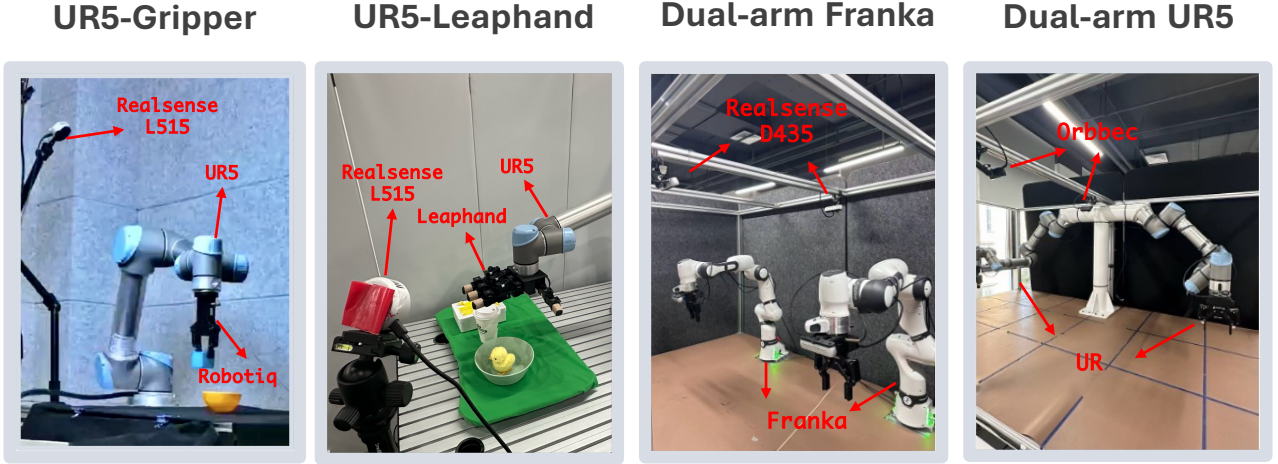 UR5-Gripper
UR5-Leaphand
Dual-arm Franka
Dual-arm UR5
Realsense
L515
UR5
Robotiq
Realsense
L515
UR5
Leaphand
Realsense
D435
Franka
Orbbec
UR